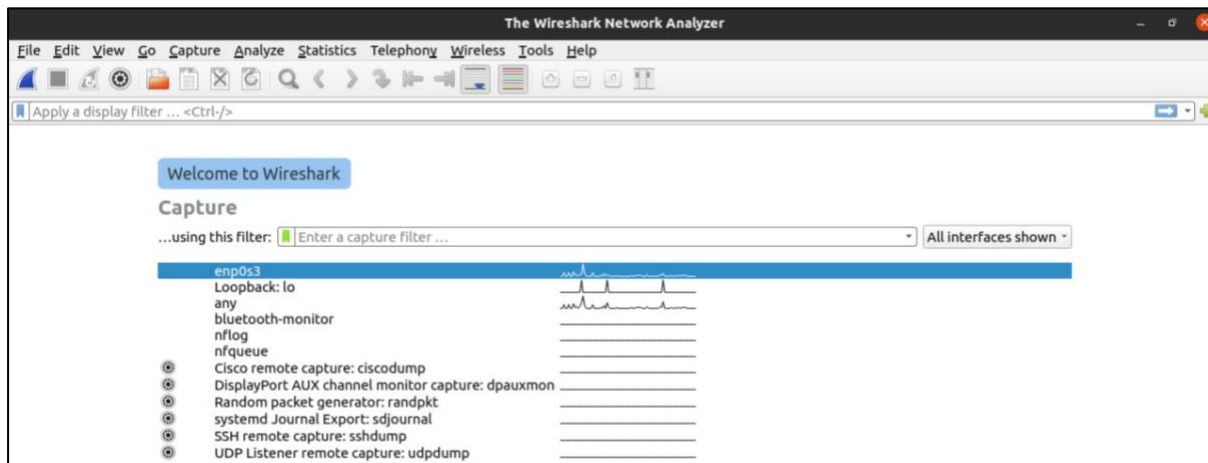 The Wireshark Network Analyzer
File Edit View Go Capture Analyze Statistics Telephony Wireless Tools Help
Apply a display filter ... <Ctrl-/>
Welcome to Wireshark
Capture
...using this filter: Enter a capture filter ... All interfaces shown
enp0s3
Loopback: lo
any
bluetooth-monitor
nflog
nfqueue
Cisco remote capture: ciscodump
DisplayPort AUX channel monitor capture: dpauxmon
Random packet generator: randpkt
systemd Journal Export: sdjournal
SSH remote capture: sshdump
UDP Listener remote capture: udpdump